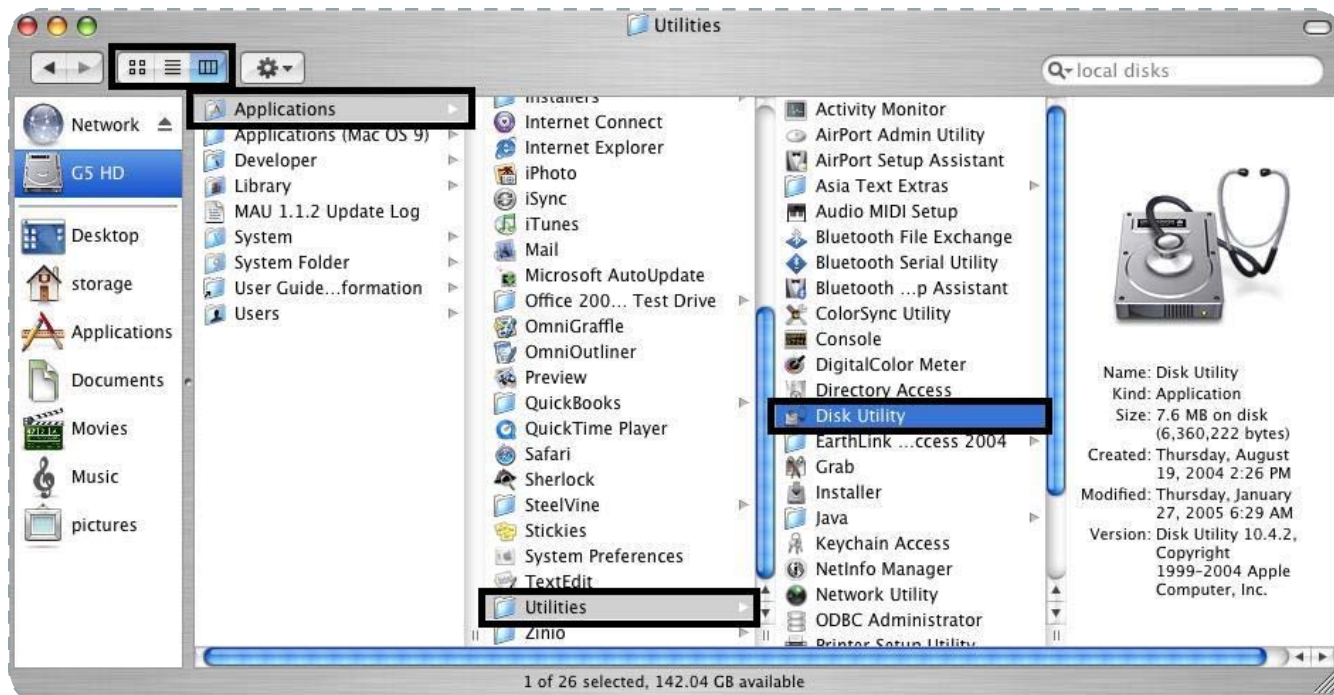 Utilities
local disks
Network
G5 HD
Desktop
storage
Applications
Documents
Movies
Music
pictures
Applications
Applications (Mac OS 9)
Developer
Library
MAU 1.1.2 Update Log
System
System Folder
User Guide...formation
Users
Installers
Internet Connect
Internet Explorer
iPhoto
iSync
iTunes
Mail
Microsoft AutoUpdate
Office 200... Test Drive
OmniGraffle
OmniOutliner
Preview
QuickBooks
QuickTime Player
Safari
Sherlock
SteelVine
Stickies
System Preferences
TextEdit
Utilities
Zinio
Activity Monitor
AirPort Admin Utility
AirPort Setup Assistant
Asia Text Extras
Audio MIDI Setup
Bluetooth File Exchange
Bluetooth Serial Utility
Bluetooth ...p Assistant
ColorSync Utility
Console
DigitalColor Meter
Directory Access
Disk Utility
EarthLink ...ccess 2004
Grab
Installer
Java
Keychain Access
NetInfo Manager
Network Utility
ODBC Administrator
Printer Setup Utility
Name: Disk Utility
Kind: Application
Size: 7.6 MB on disk
(6,360,222 bytes)
Created: Thursday, August
19, 2004 2:26 PM
Modified: Thursday, January
27, 2005 6:29 AM
Version: Disk Utility 10.4.2,
Copyright
1999-2004 Apple
Computer, Inc.
1 of 26 selected, 142.04 GB available